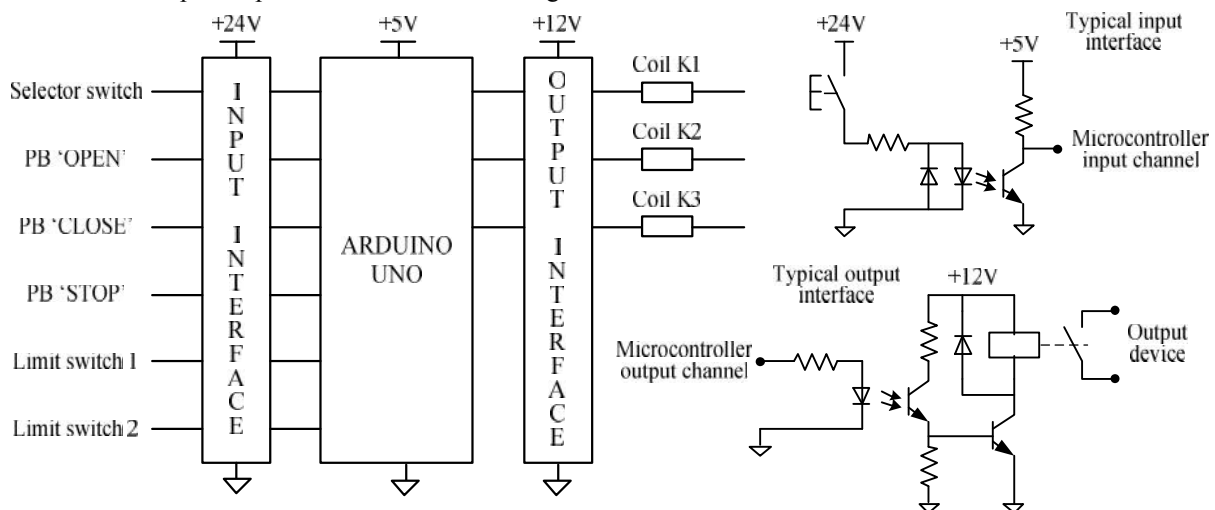 +24V
+5V
+12V
Selector switch
PB ‘OPEN’
PB ‘CLOSE’
PB ‘STOP’
Limit switch 1
Limit switch 2
INPUT INTERFACE
ARDUINO
UNO
OUTPUT INTERFACE
Coil K1
Coil K2
Coil K3
+24V
+5V
Typical input
interface
Microcontroller
input channel
Typical output
interface
+12V
Microcontroller
output channel
Output
device